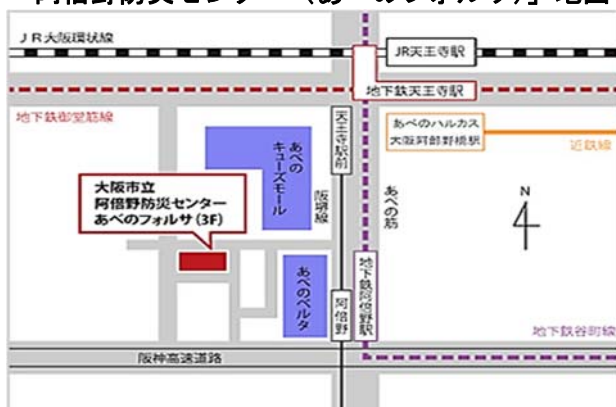 阿倍野防災センター(あべのフォルサ)」地図
JR大阪環状線
JR天王寺駅
地下鉄天王寺駅
地下鉄御堂筋線
あべのハルカス
大阪阿部野橋駅
近鉄線
天王寺駅前
あべの
キューズモール
阪堺線
あべの筋
N
大阪市立
阿倍野防災センター
あべのフォルサ(3F)
あべのベルタ
阿倍野
地下鉄阿倍野駅
地下鉄谷町線
阪神高速道路